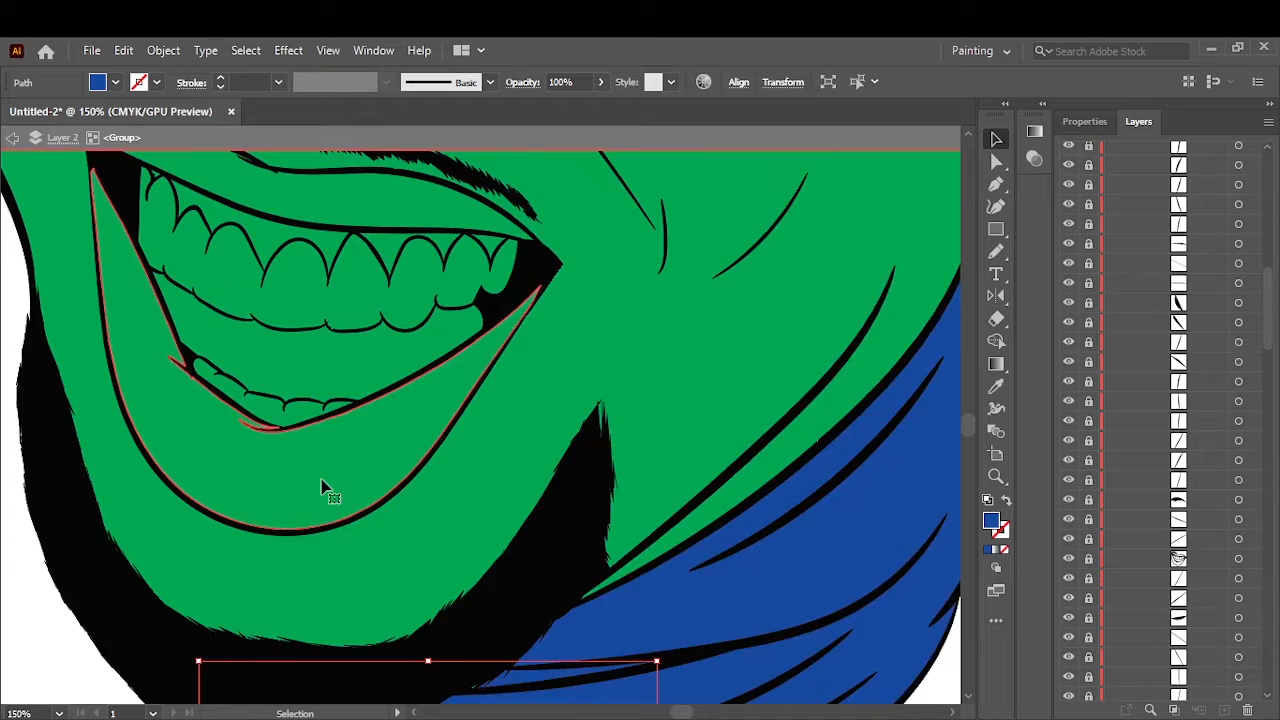 Ai File Edit Object Type Select Effect View Window Help Painting Search Adobe Stock
Path Stroke: Basic Opacity: 100% Style: Align Transform
Untitled-2* @ 150% (CMYK/GPU Preview)
Layer 2 <Group>
Properties Layers
150% 1 Selection